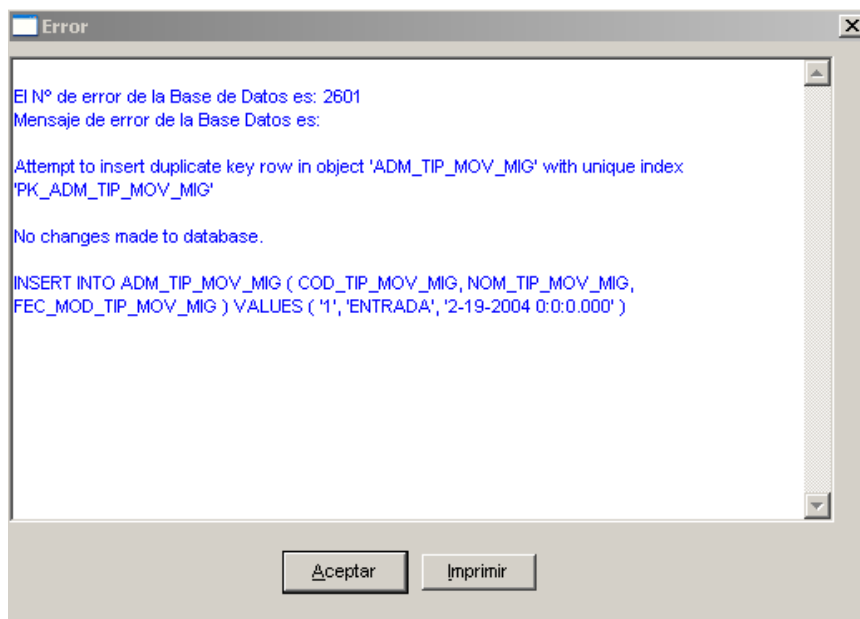 Error
El Nº de error de la Base de Datos es: 2601
Mensaje de error de la Base Datos es:
Attempt to insert duplicate key row in object 'ADM_TIP_MOV_MIG' with unique index
'PK_ADM_TIP_MOV_MIG'
No changes made to database.
INSERT INTO ADM_TIP_MOV_MIG ( COD_TIP_MOV_MIG, NOM_TIP_MOV_MIG,
FEC_MOD_TIP_MOV_MIG ) VALUES ( '1', 'ENTRADA', '2-19-2004 0:0:0.000' )
Aceptar
Imprimir